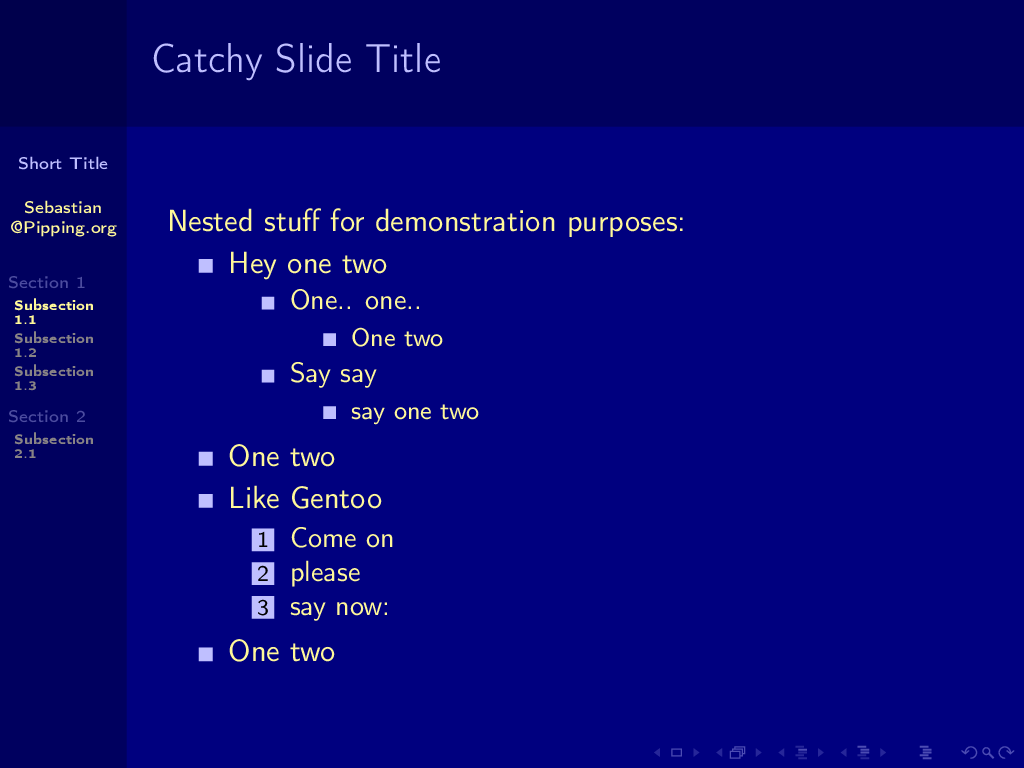 Catchy Slide Title
Short Title
Sebastian
@Pipping.org
Section 1
Subsection
1.1
Subsection
1.2
Subsection
1.3
Section 2
Subsection
2.1
Nested stuff for demonstration purposes:
Hey one two
One.. one..
One two
Say say
say one two
One two
Like Gentoo
1 Come on
2 please
3 say now:
One two